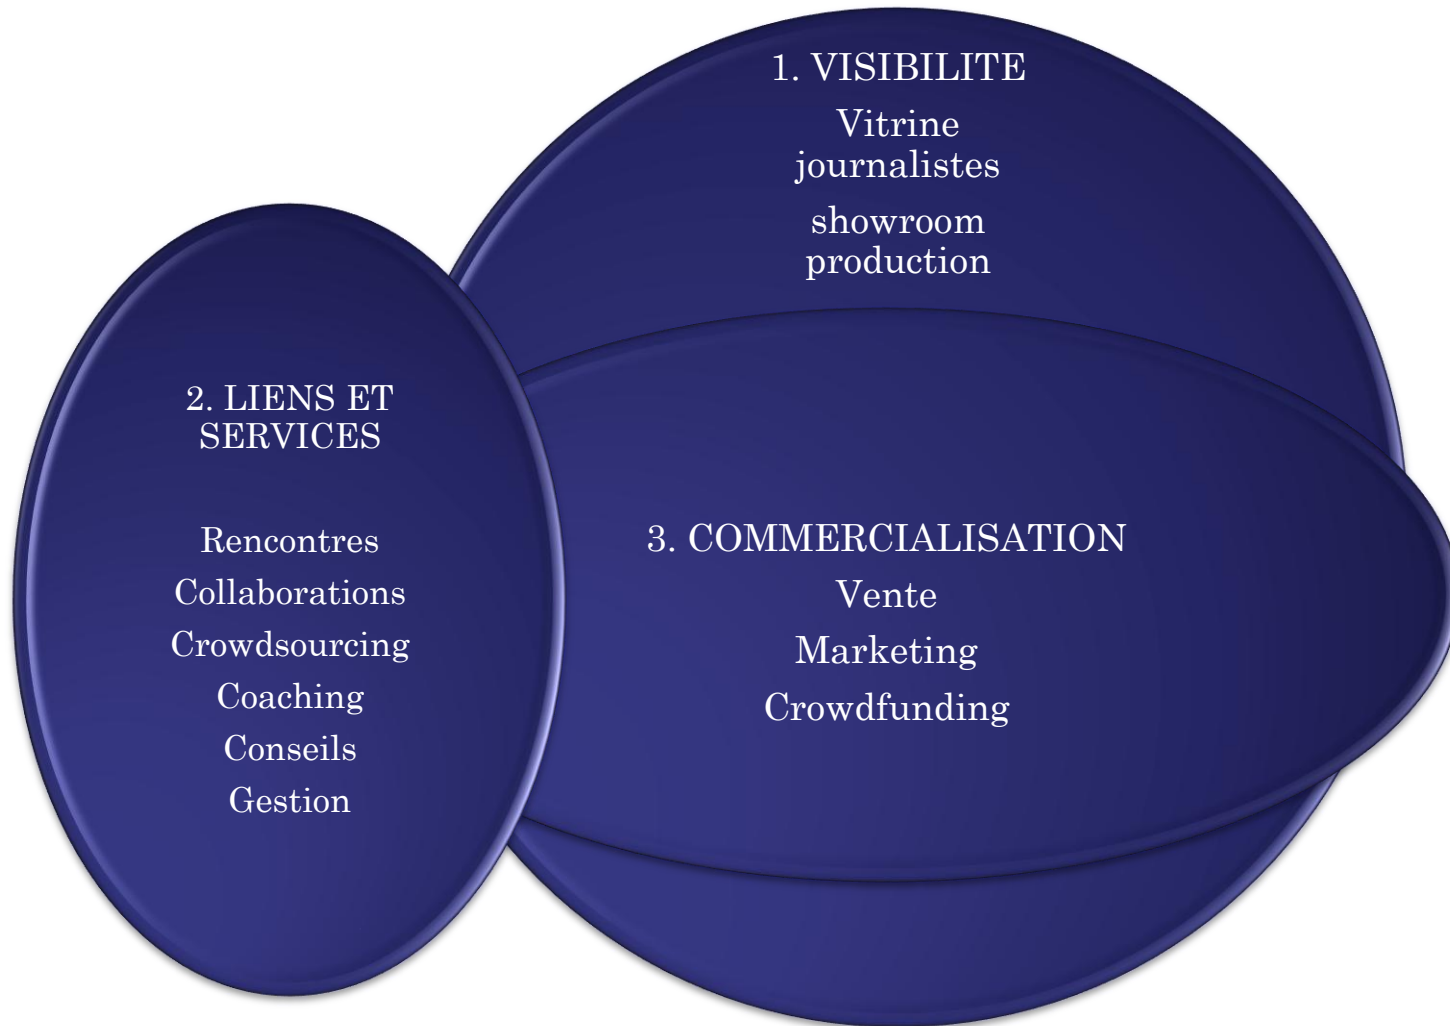 1. VISIBILITE
Vitrine
journalistes
showroom
production
2. LIENS ET
SERVICES
Rencontres
Collaborations
Crowdsourcing
Coaching
Conseils
Gestion
3. COMMERCIALISATION
Vente
Marketing
Crowdfunding